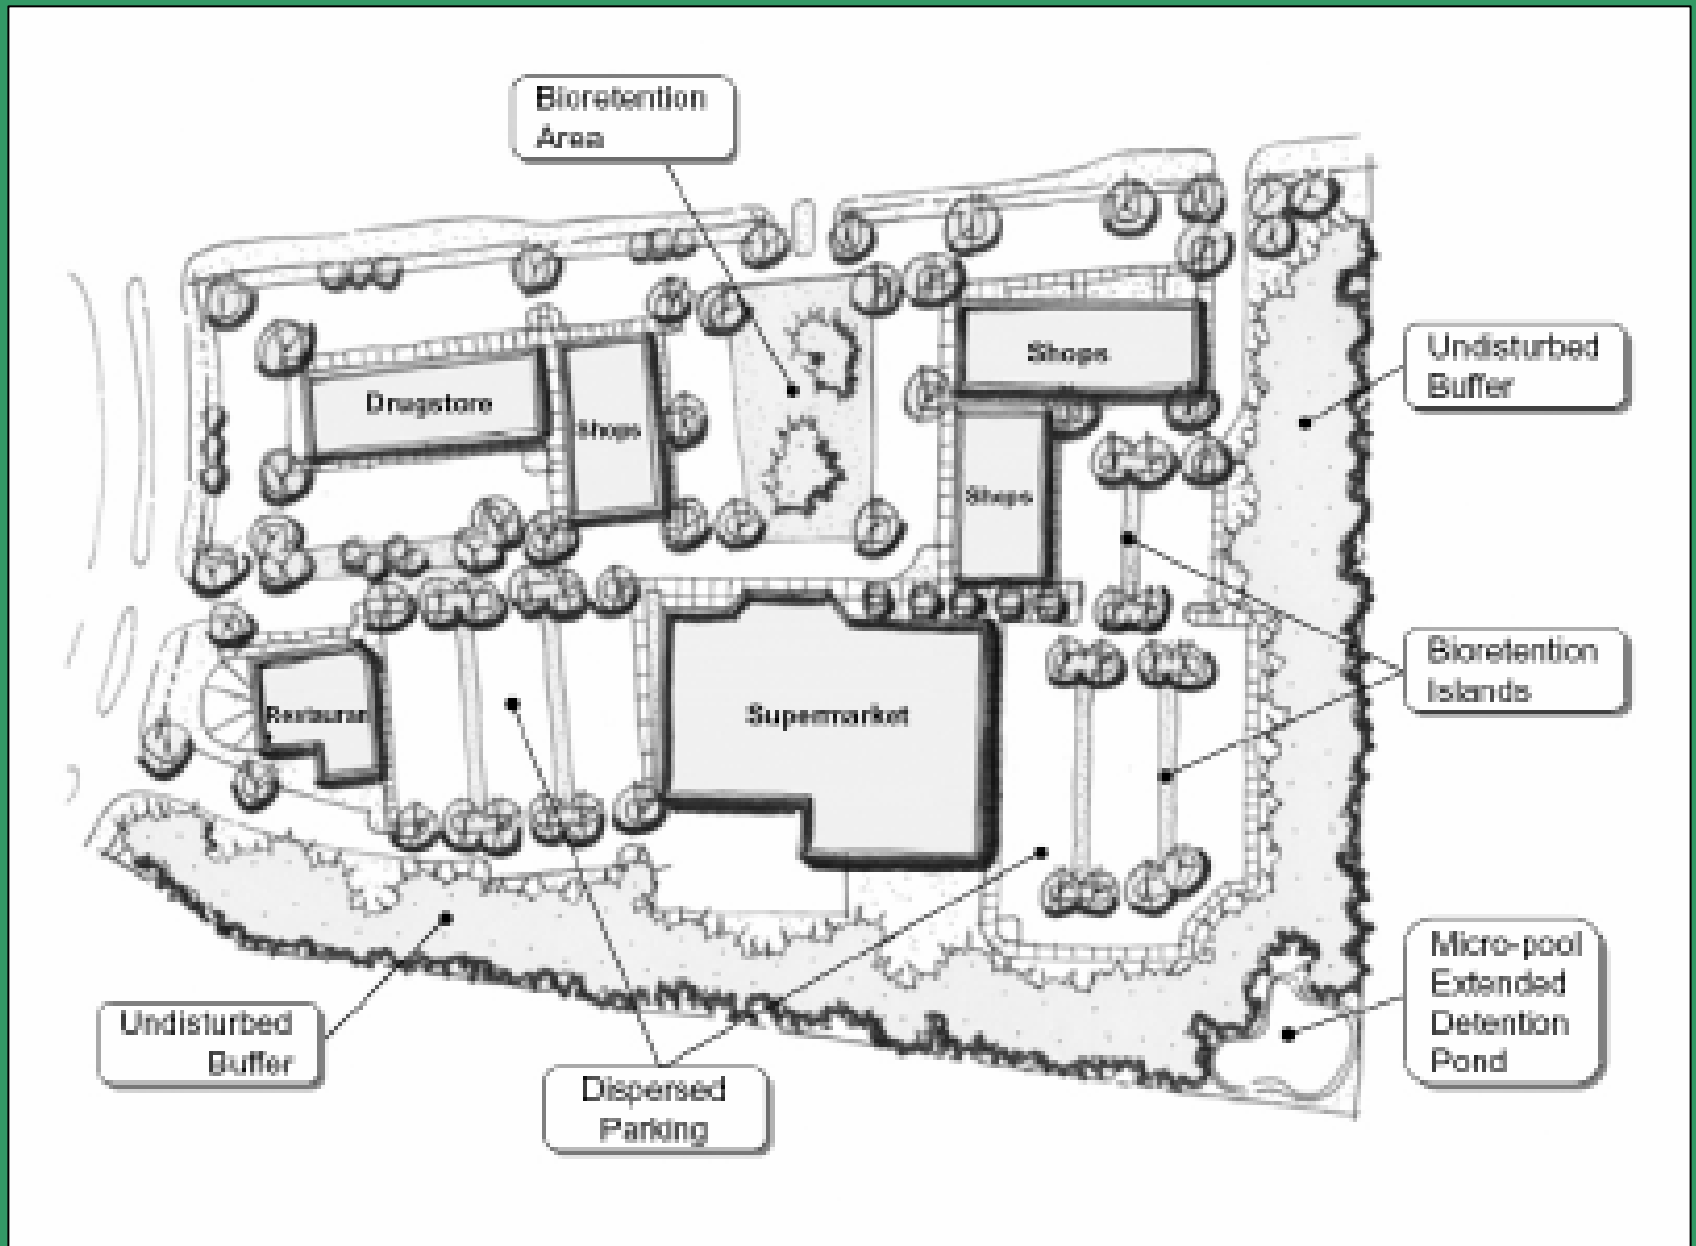 Bioretention
Area
Undisturbed
Buffer
Shops
Drugstore
Shops
Shops
Bioretention
Islands
Restauran
Supermarket
Micro-pool
Extended
Detention
Pond
Undisturbed
Buffer
Dispersed
Parking